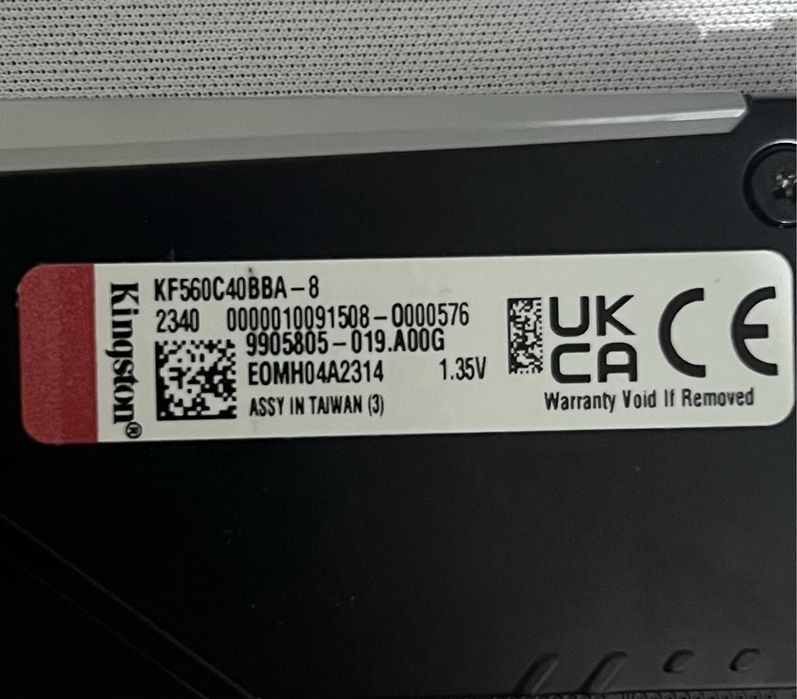 Kingston®
KF560C40BBA-8
2340 0000010091508-0000576
9905805-019.A00G
E0MH04A2314 1.35V
ASSY IN TAIWAN (3)
UK
CA
CE
Warranty Void If Removed